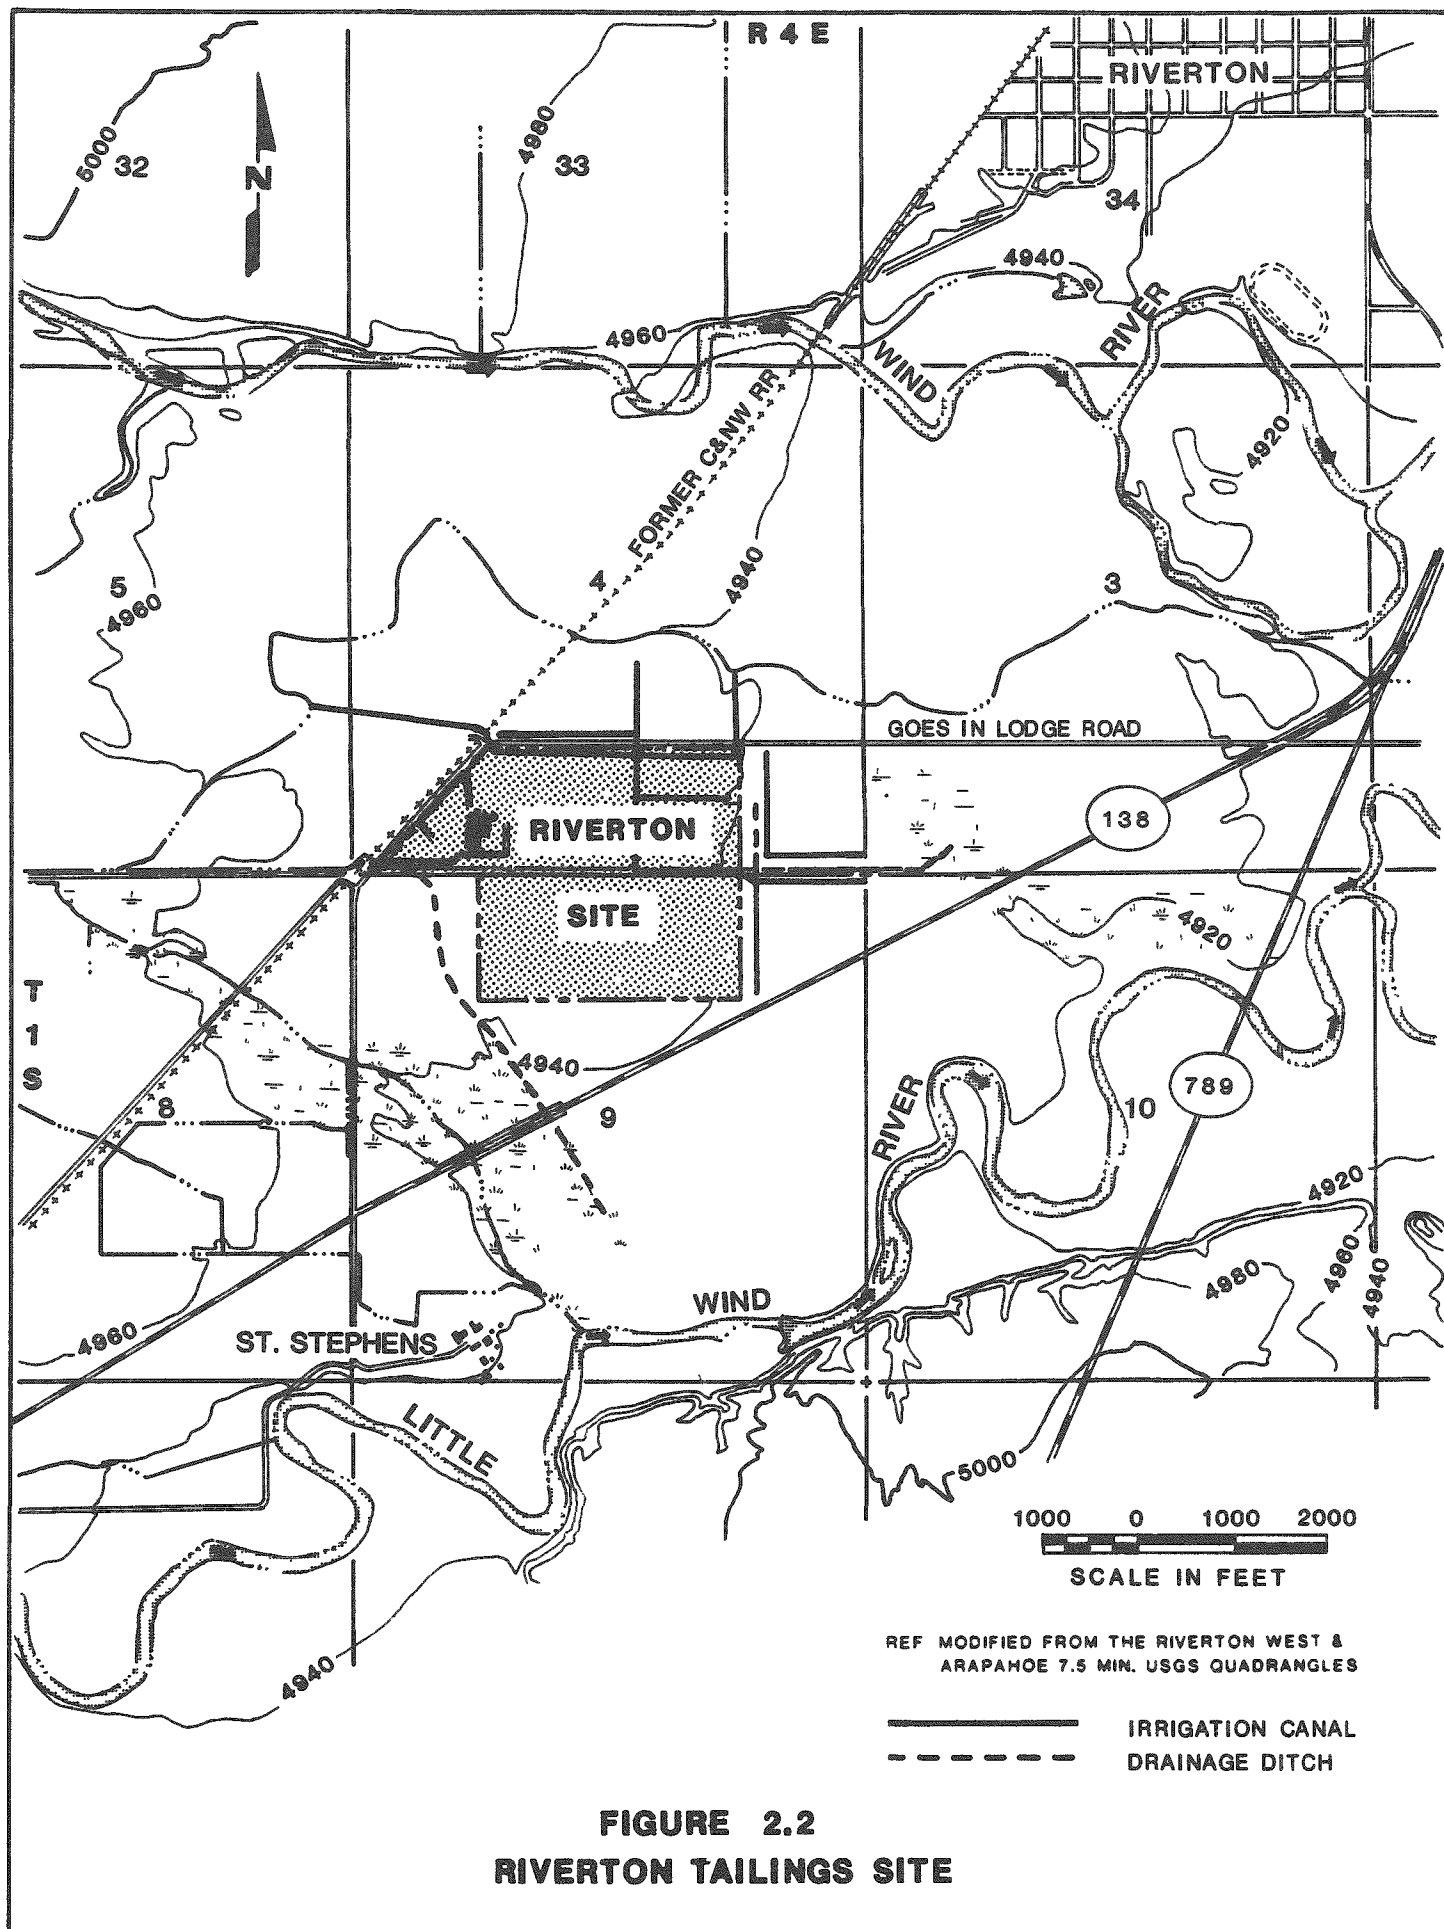 R 4 E
RIVERTON
5000
32
4980
33
34
N
4940
4960
RIVER
WIND
4920
FORMER C&NW RR
5
4960
4
4940
3
GOES IN LODGE ROAD
138
RIVERTON
SITE
4920
T
1
S
4940
8
9
789
10
RIVER
4920
4960
4980
4940
WIND
4960
ST. STEPHENS
LITTLE
5000
4940
1000 0 1000 2000
SCALE IN FEET
REF MODIFIED FROM THE RIVERTON WEST &
ARAPAHOE 7.5 MIN. USGS QUADRANGLES
IRRIGATION CANAL
DRAINAGE DITCH
FIGURE 2.2
RIVERTON TAILINGS SITE